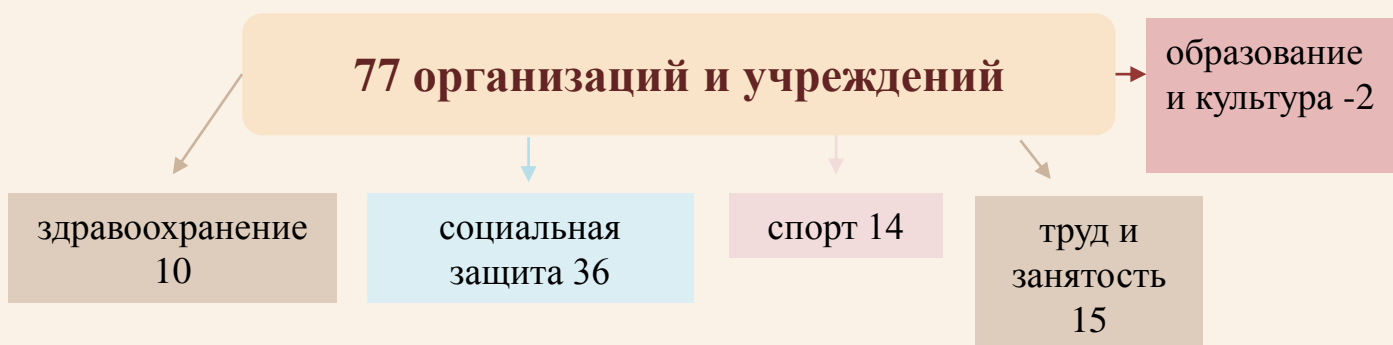 77 организаций и учреждений
образование
и культура -2
здравоохранение
10
социальная
защита 36
спорт 14
труд и
занятость
15